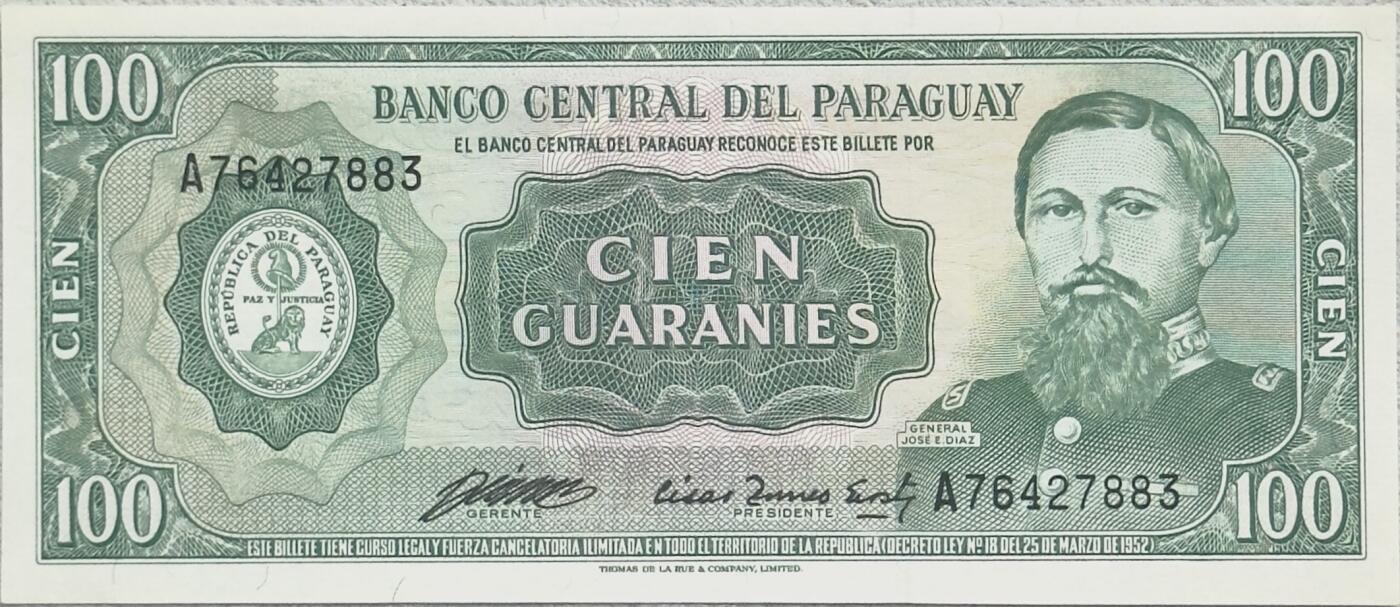 100
100
BANCO CENTRAL DEL PARAGUAY
EL BANCO CENTRAL DEL PARAGUAY RECONOCE ESTE BILLETE POR
A76427883
REPÚBLICA DEL PARAGUAY
PAZ Y JUSTICIA
CIEN
GUARANIES
CIEN
CIEN
GENERAL
JOSÉ E. DIAZ
A76427883
GERENTE
PRESIDENTE
100
100
ESTE BILLETE TIENE CURSO LEGAL Y FUERZA CANCELATORIA ILIMITADA EN TODO EL TERRITORIO DE LA REPUBLICA (DECRETO LEY Nº 18 DEL 25 DE MARZO DE 1952)
THOMAS DE LA RUE & COMPANY, LIMITED.